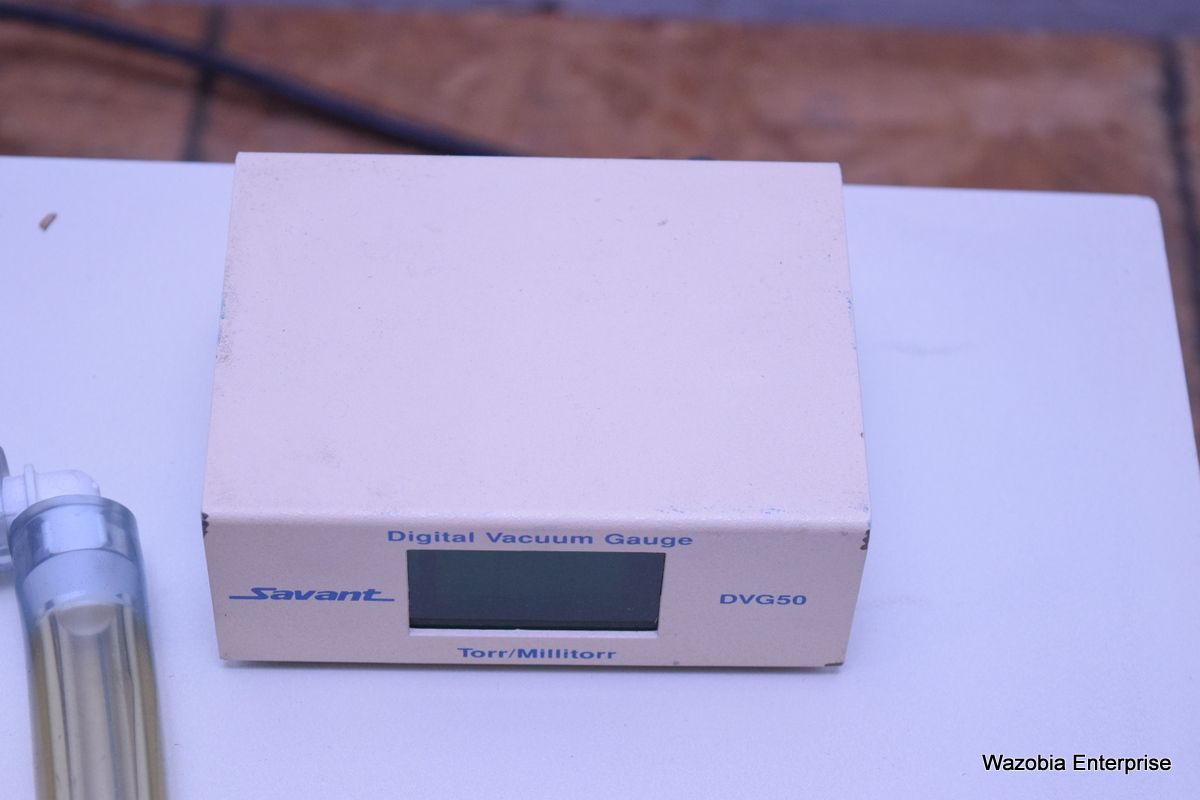 Digital Vacuum Gauge
Savant
DVG50
Torr/Millitorr
Wazobia Enterprise